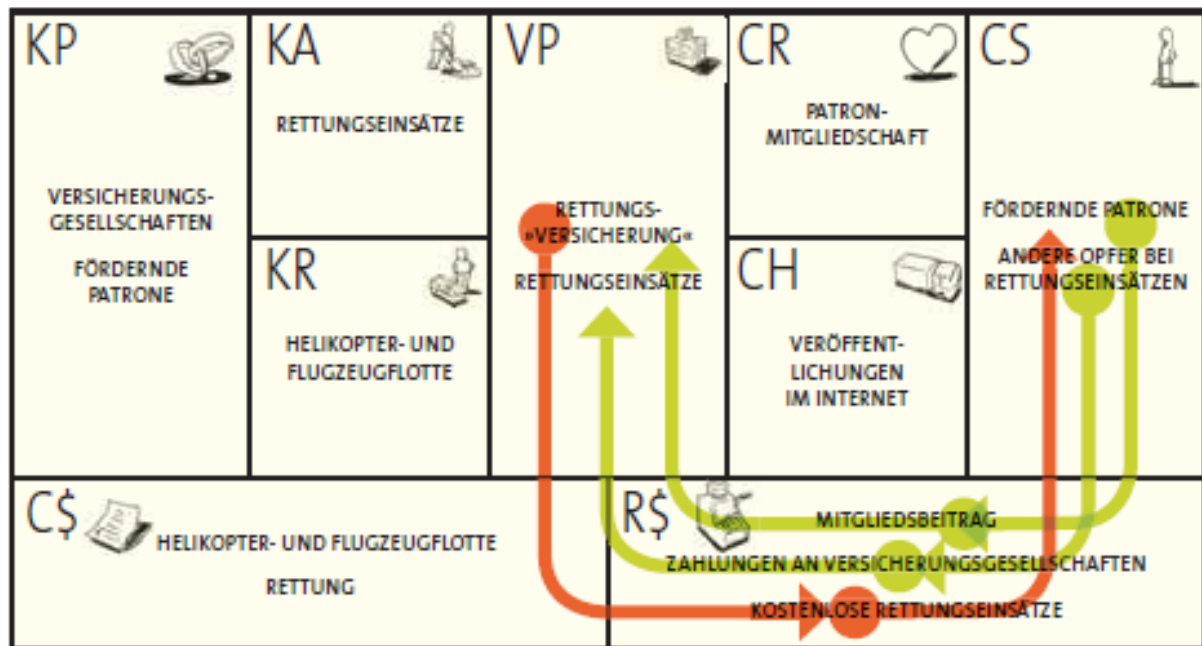 KP
VERSICHERUNGS-
GESELLSCHAFTEN
FÖRDERNDE
PATRONE
KA
RETTUNGSEINSÄTZE
KR
HELIKOPTER- UND
FLUGZEUGFLOTTE
VP
RETTUNGS-
»VERSICHERUNG«
RETTUNGSEINSÄTZE
CR
PATRON-
MITGLIEDSCHAFT
CH
VERÖFFENT-
LICHUNGEN
IM INTERNET
CS
FÖRDERNDE PATRONE
ANDERE OPFER BEI
RETTUNGSEINSÄTZEN
C$
HELIKOPTER- UND FLUGZEUGFLOTTE
RETTUNG
R$
MITGLIEDSBEITRAG
ZAHLUNGEN AN VERSICHERUNGSGESELLSCHAFTEN
KOSTENLOSE RETTUNGSEINSÄTZE